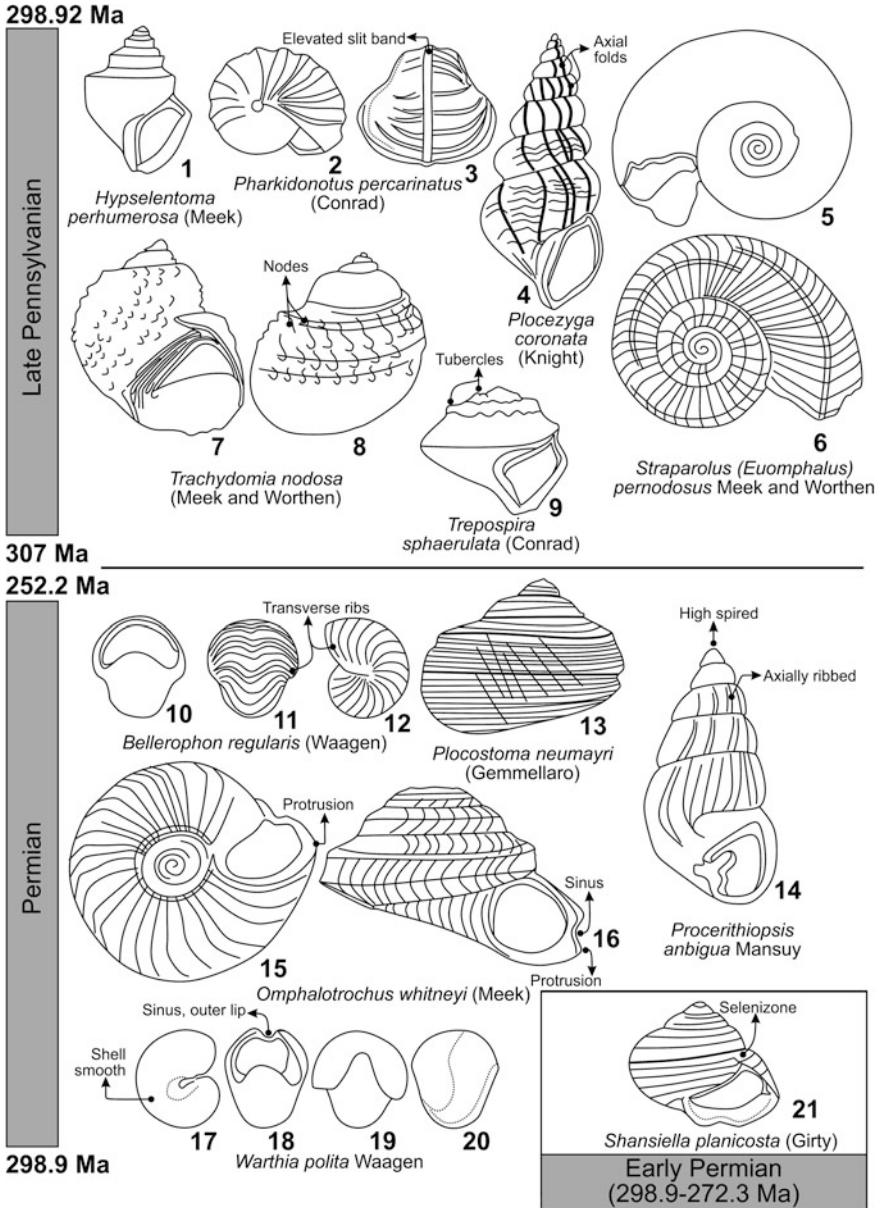 298.92 Ma
Late Pennsylvanian
307 Ma
Elevated slit band
Axial
folds
1
2
3
4
5
Hypselentoma
perhumerosa (Meek)
Pharkidonotus percarinatus
(Conrad)
Plocezyga
coronata
(Knight)
Nodes
Tubercles
6
7
8
9
Straparolus (Euomphalus)
pernodosus Meek and Worthen
Trachydomia nodosa
(Meek and Worthen)
Trepospira
sphaerulata (Conrad)
252.2 Ma
Permian
298.9 Ma
Transverse ribs
High spired
Axially ribbed
10
11
12
13
14
Bellerophon regularis (Waagen)
Plocostoma neumayri
(Gemmellaro)
Procerithiopsis
anbigua Mansuy
Protrusion
Sinus
Protrusion
15
16
Omphalotrochus whitneyi (Meek)
Sinus, outer lip
Shell
smooth
17
18
19
20
Warthia polita Waagen
Selenizone
21
Shansiella planicosta (Girty)
Early Permian
(298.9-272.3 Ma)